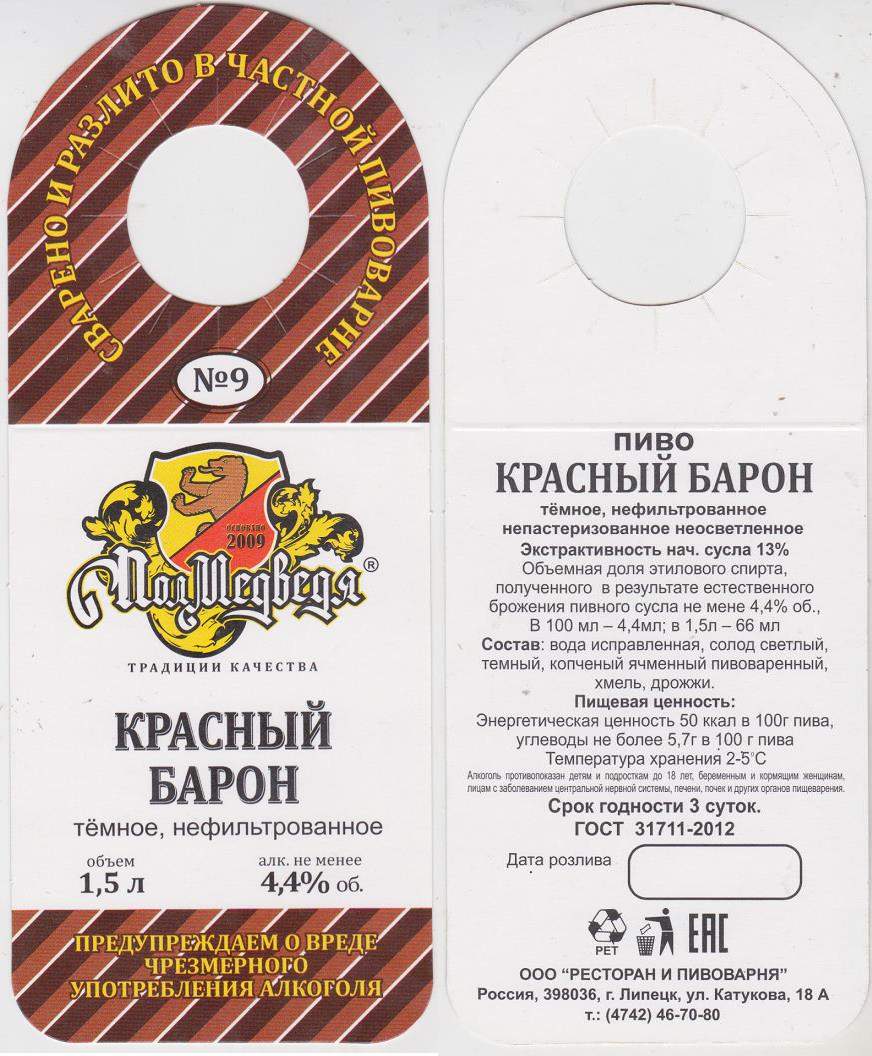 СВАРЕНО И РАЗЛИТО В ЧАСТНОЙ ПИВОВАРНЕ
№9
ОСНОВАНО
2009
ПолМедведя®
ТРАДИЦИИ КАЧЕСТВА
КРАСНЫЙ
БАРОН
тёмное, нефильтрованное
объем
1,5 л
алк. не менее
4,4% об.
ПРЕДУПРЕЖДАЕМ О ВРЕДЕ
ЧРЕЗМЕРНОГО
УПОТРЕБЛЕНИЯ АЛКОГОЛЯ
ПИВО
КРАСНЫЙ БАРОН
тёмное, нефильтрованное
непастеризованное неосветленное
Экстрактивность нач. сусла 13%
Объемная доля этилового спирта,
полученного в результате естественного
брожения пивного сусла не мене 4,4% об.,
В 100 мл – 4,4мл; в 1,5л – 66 мл
Состав: вода исправленная, солод светлый,
темный, копченый ячменный пивоваренный,
хмель, дрожжи.
Пищевая ценность:
Энергетическая ценность 50 ккал в 100г пива,
углеводы не более 5,7г в 100 г пива
Температура хранения 2-5°С
Алкоголь противопоказан детям и подросткам до 18 лет, беременным и кормящим женщинам,
лицам с заболеванием центральной нервной системы, печени, почек и других органов пищеварения.
Срок годности 3 суток.
ГОСТ 31711-2012
Дата розлива
PET
EAC
ООО “РЕСТОРАН И ПИВОВАРНЯ”
Россия, 398036, г. Липецк, ул. Катукова, 18 А
т.: (4742) 46-70-80